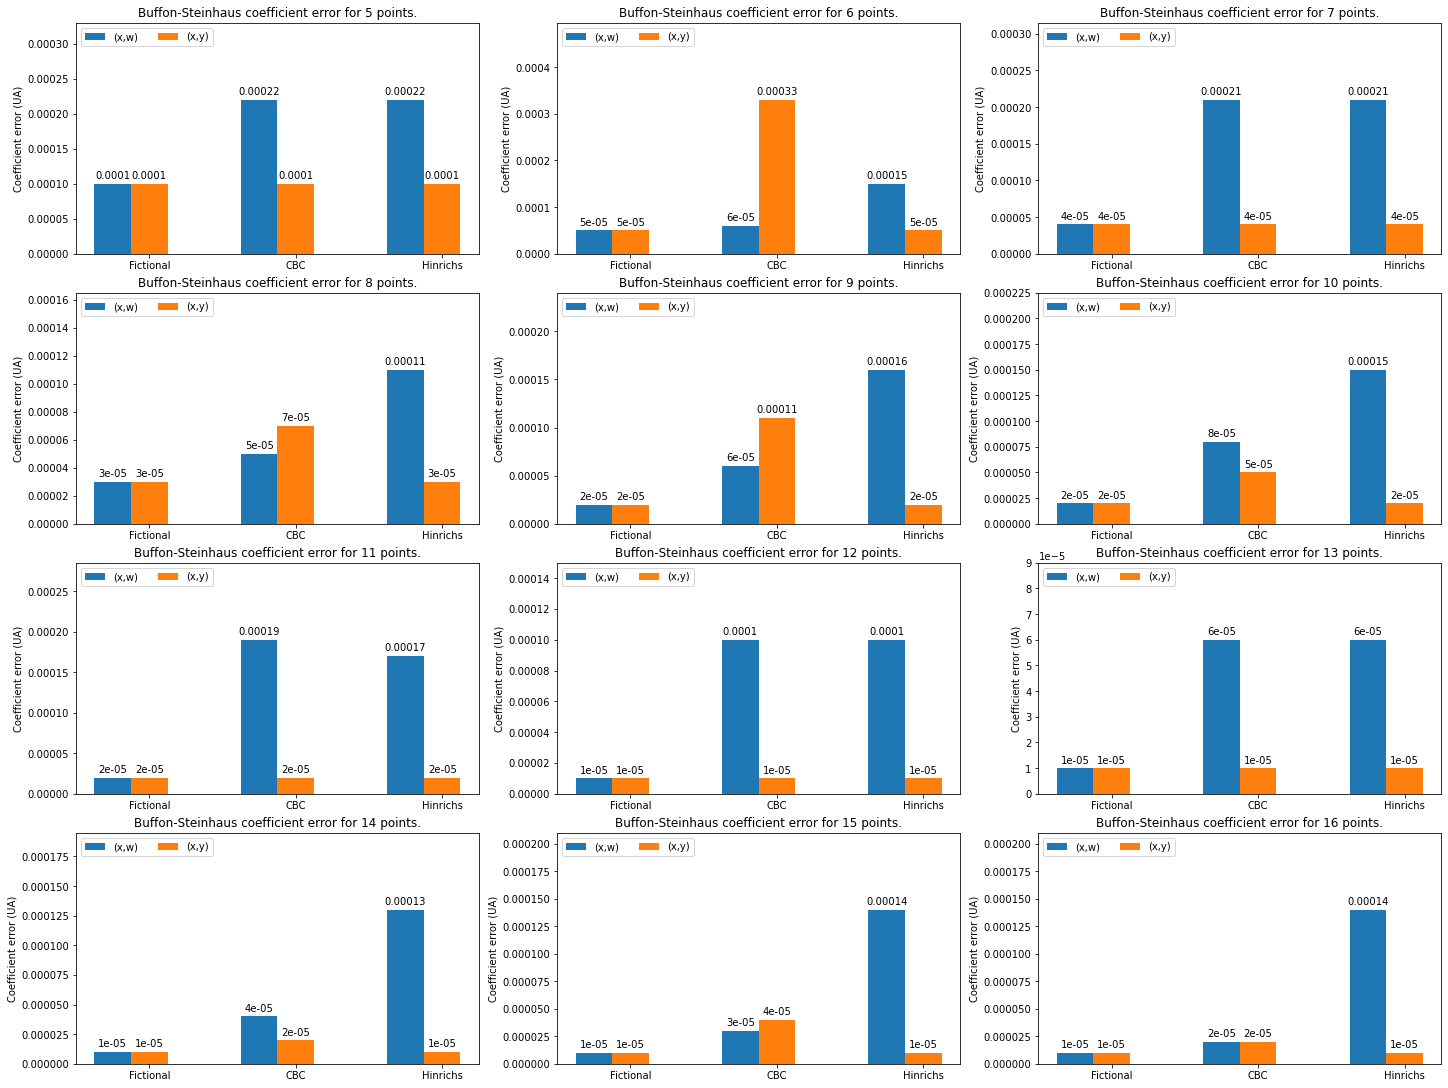 Buffon-Steinhaus coefficient error for 5 points.
(x,w) (x,y)
Coefficient error (UA)
0.00030
0.00025
0.00020
0.00015
0.00010
0.00005
0.00000
0.0001 0.0001 0.00022 0.0001 0.00022 0.0001
Fictional CBC Hinrichs
Buffon-Steinhaus coefficient error for 6 points.
(x,w) (x,y)
Coefficient error (UA)
0.0004
0.0003
0.0002
0.0001
0.0000
5e-05 5e-05 6e-05 0.00033 0.00015 5e-05
Fictional CBC Hinrichs
Buffon-Steinhaus coefficient error for 7 points.
(x,w) (x,y)
Coefficient error (UA)
0.00030
0.00025
0.00020
0.00015
0.00010
0.00005
0.00000
4e-05 4e-05 0.00021 4e-05 0.00021 4e-05
Fictional CBC Hinrichs
Buffon-Steinhaus coefficient error for 8 points.
(x,w) (x,y)
Coefficient error (UA)
0.00016
0.00014
0.00012
0.00010
0.00008
0.00006
0.00004
0.00002
0.00000
3e-05 3e-05 5e-05 7e-05 0.00011 3e-05
Fictional CBC Hinrichs
Buffon-Steinhaus coefficient error for 9 points.
(x,w) (x,y)
Coefficient error (UA)
0.00020
0.00015
0.00010
0.00005
0.00000
2e-05 2e-05 6e-05 0.00011 0.00016 2e-05
Fictional CBC Hinrichs
Buffon-Steinhaus coefficient error for 10 points.
(x,w) (x,y)
Coefficient error (UA)
0.000225
0.000200
0.000175
0.000150
0.000125
0.000100
0.000075
0.000050
0.000025
0.000000
2e-05 2e-05 8e-05 5e-05 0.00015 2e-05
Fictional CBC Hinrichs
Buffon-Steinhaus coefficient error for 11 points.
(x,w) (x,y)
Coefficient error (UA)
0.00025
0.00020
0.00015
0.00010
0.00005
0.00000
2e-05 2e-05 0.00019 2e-05 0.00017 2e-05
Fictional CBC Hinrichs
Buffon-Steinhaus coefficient error for 12 points.
(x,w) (x,y)
Coefficient error (UA)
0.00014
0.00012
0.00010
0.00008
0.00006
0.00004
0.00002
0.00000
1e-05 1e-05 0.0001 1e-05 0.0001 1e-05
Fictional CBC Hinrichs
Buffon-Steinhaus coefficient error for 13 points.
1e−5
(x,w) (x,y)
Coefficient error (UA)
9
8
7
6
5
4
3
2
1
0
1e-05 1e-05 6e-05 1e-05 6e-05 1e-05
Fictional CBC Hinrichs
Buffon-Steinhaus coefficient error for 14 points.
(x,w) (x,y)
Coefficient error (UA)
0.000175
0.000150
0.000125
0.000100
0.000075
0.000050
0.000025
0.000000
1e-05 1e-05 4e-05 2e-05 0.00013 1e-05
Fictional CBC Hinrichs
Buffon-Steinhaus coefficient error for 15 points.
(x,w) (x,y)
Coefficient error (UA)
0.000200
0.000175
0.000150
0.000125
0.000100
0.000075
0.000050
0.000025
0.000000
1e-05 1e-05 3e-05 4e-05 0.00014 1e-05
Fictional CBC Hinrichs
Buffon-Steinhaus coefficient error for 16 points.
(x,w) (x,y)
Coefficient error (UA)
0.000200
0.000175
0.000150
0.000125
0.000100
0.000075
0.000050
0.000025
0.000000
1e-05 1e-05 2e-05 2e-05 0.00014 1e-05
Fictional CBC Hinrichs